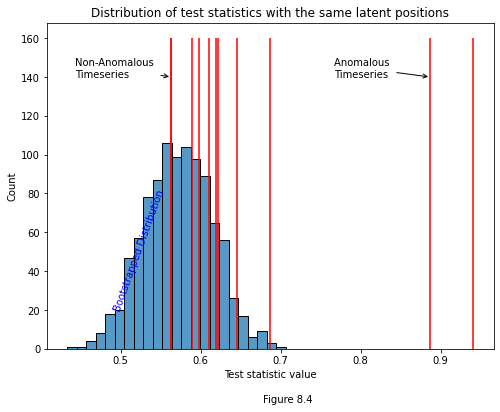 Distribution of test statistics with the same latent positions
160
140
120
100
80
60
40
20
0
Count
Non-Anomalous
Timeseries
Anomalous
Timeseries
Bootstrapped Distribution
0.5
0.6
0.7
0.8
0.9
Test statistic value
Figure 8.4